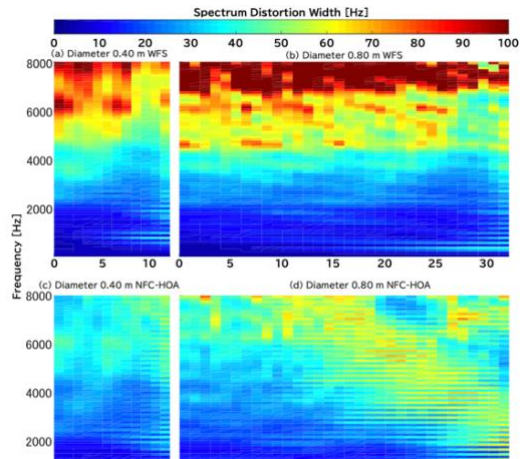 Spectrum Distortion Width [Hz]
0 10 20 30 40 50 60 70 80 90 100
(a) Diameter 0.40 m WFS (b) Diameter 0.80 m WFS
8000
6000
4000
2000
0 5 10 0 5 10 15 20 25 30
Frequency [Hz]
(c) Diameter 0.40 m NFC-HOA (d) Diameter 0.80 m NFC-HOA
8000
6000
4000
2000